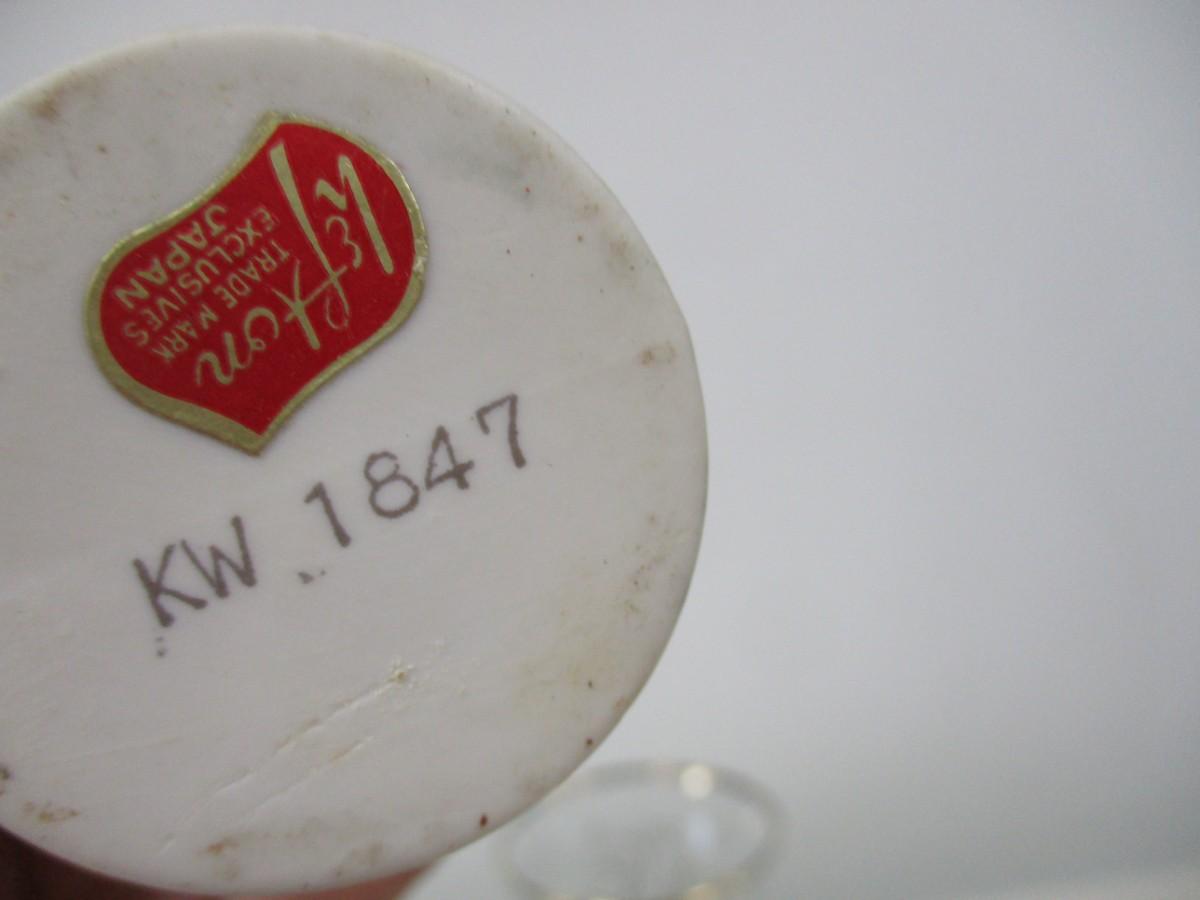 Lefton
TRADE MARK
EXCLUSIVES
JAPAN
KW 1847